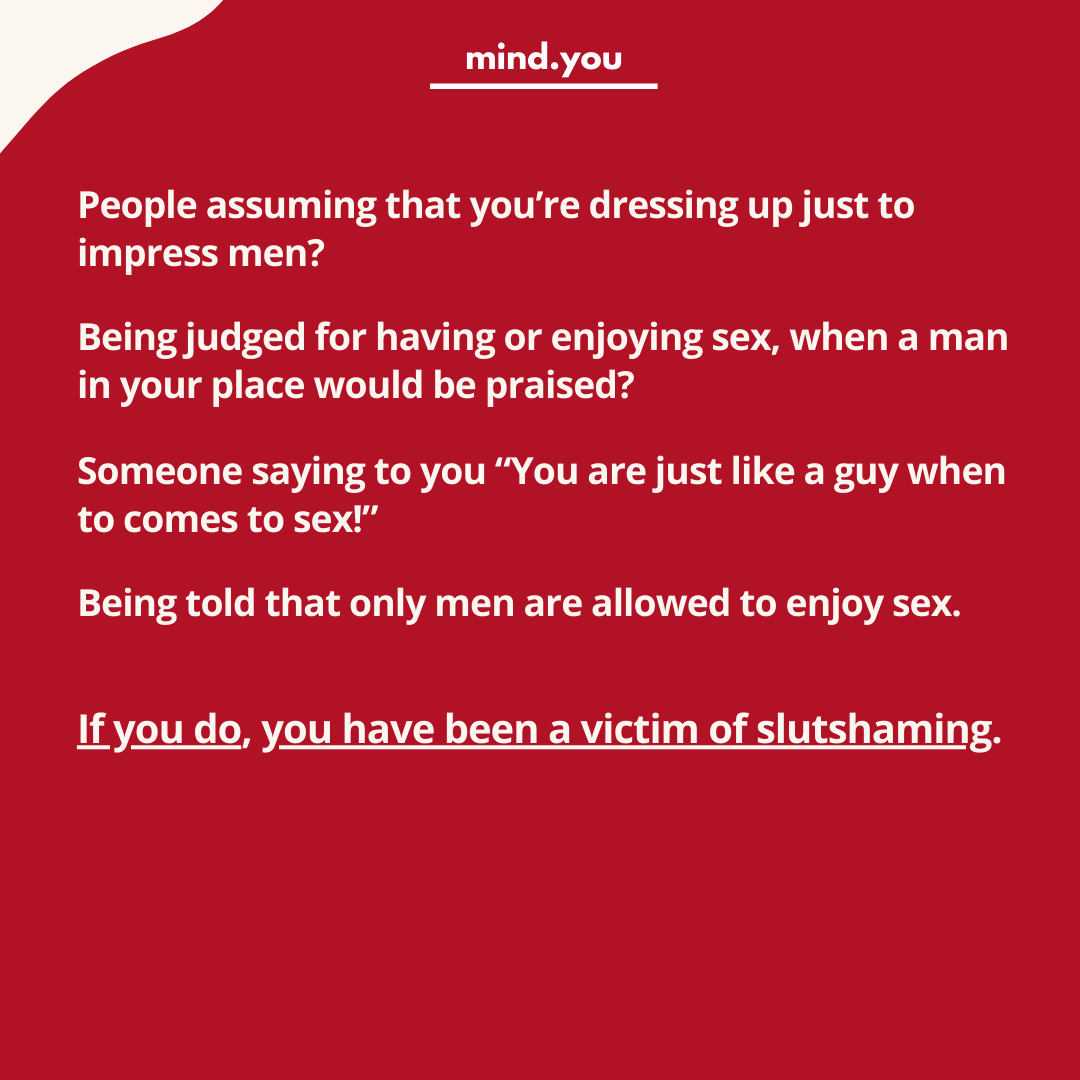 mind.you
People assuming that you’re dressing up just to
impress men?
Being judged for having or enjoying sex, when a man
in your place would be praised?
Someone saying to you “You are just like a guy when
to comes to sex!”
Being told that only men are allowed to enjoy sex.
If you do, you have been a victim of slutshaming.